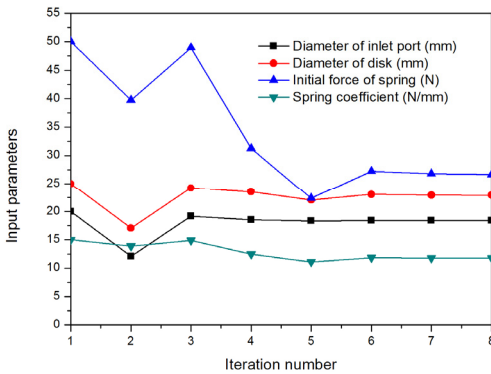 55
50
45
40
35
30
25
20
15
10
5
0
Input parameters
Diameter of inlet port (mm)
Diameter of disk (mm)
Initial force of spring (N)
Spring coefficient (N/mm)
1 2 3 4 5 6 7 8
Iteration number